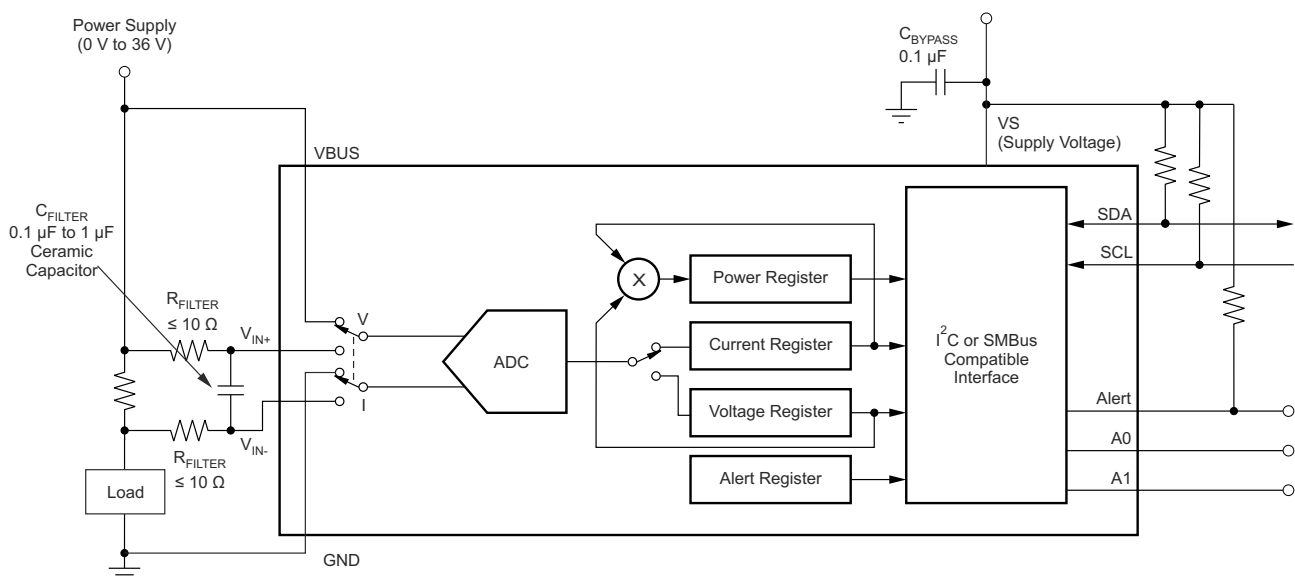 Power Supply
(0 V to 36 V)
C_BYPASS
0.1 µF
VS
(Supply Voltage)
VBUS
C_FILTER
0.1 µF to 1 µF
Ceramic
Capacitor
R_FILTER
≤ 10 Ω
V_IN+
V
I
V_IN-
R_FILTER
≤ 10 Ω
Load
GND
ADC
X
Power Register
Current Register
Voltage Register
Alert Register
I²C or SMBus
Compatible
Interface
SDA
SCL
Alert
A0
A1